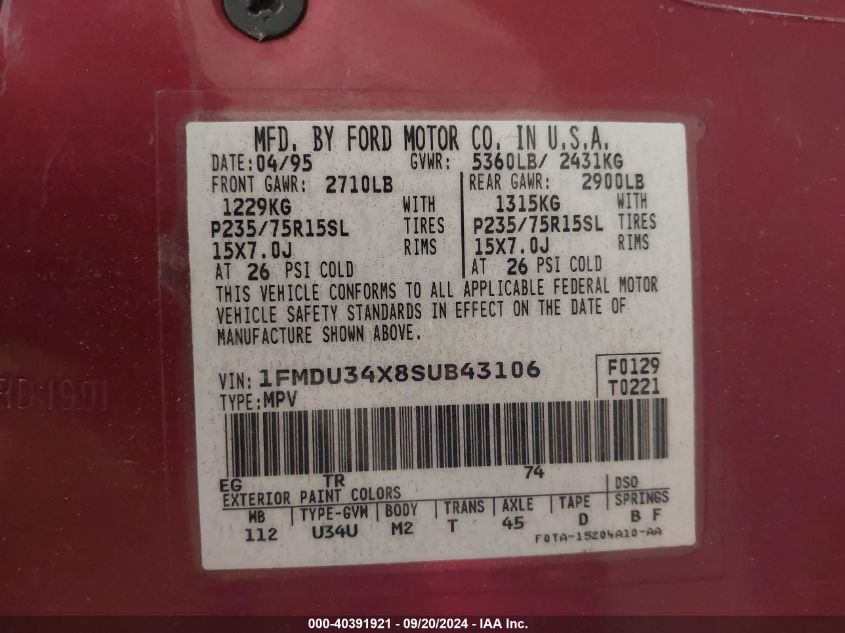 MFD. BY FORD MOTOR CO. IN U.S.A.
DATE: 04/95 GVWR: 5360LB/ 2431KG
FRONT GAWR: 2710LB REAR GAWR: 2900LB
1229KG WITH 1315KG WITH
P235/75R15SL TIRES P235/75R15SL TIRES
15X7.0J RIMS 15X7.0J RIMS
AT 26 PSI COLD AT 26 PSI COLD
THIS VEHICLE CONFORMS TO ALL APPLICABLE FEDERAL MOTOR
VEHICLE SAFETY STANDARDS IN EFFECT ON THE DATE OF
MANUFACTURE SHOWN ABOVE.
VIN: 1FMDU34X8SUB43106 F0129
TYPE: MPV T0221
EG TR 74
EXTERIOR PAINT COLORS DSO
WB TYPE-GVW BODY TRANS AXLE TAPE SPRINGS
112 U34U M2 T 45 D B F
F0TA-15204A10-AA
000-40391921 - 09/20/2024 - IAAI.com